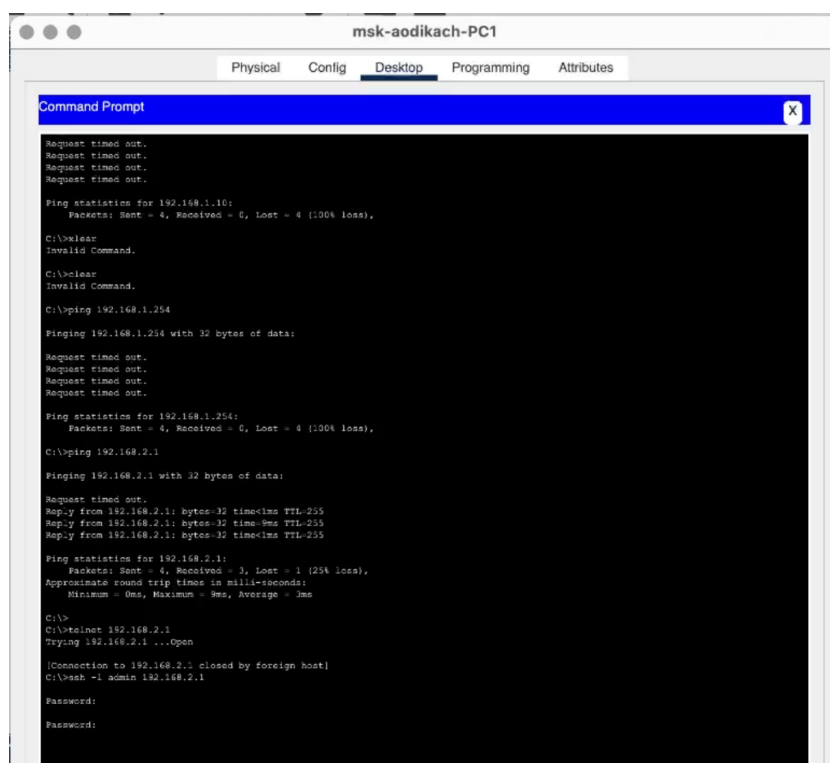 msk-aodikach-PC1
Physical Config Desktop Programming Attributes
Command Prompt
X
Request timed out.
Request timed out.
Request timed out.
Request timed out.
Ping statistics for 192.168.1.10:
Packets: Sent = 4, Received = 0, Lost = 4 (100% loss),
C:\>xlear
Invalid Command.
C:\>clear
Invalid Command.
C:\>ping 192.168.1.254
Pinging 192.168.1.254 with 32 bytes of data:
Request timed out.
Request timed out.
Request timed out.
Request timed out.
Ping statistics for 192.168.1.254:
Packets: Sent = 4, Received = 0, Lost = 4 (100% loss),
C:\>ping 192.168.2.1
Pinging 192.168.2.1 with 32 bytes of data:
Request timed out.
Reply from 192.168.2.1: bytes=32 time<1ms TTL=255
Reply from 192.168.2.1: bytes=32 time=9ms TTL=255
Reply from 192.168.2.1: bytes=32 time<1ms TTL=255
Ping statistics for 192.168.2.1:
Packets: Sent = 4, Received = 3, Lost = 1 (25% loss),
Approximate round trip times in milli-seconds:
Minimum = 0ms, Maximum = 9ms, Average = 3ms
C:\>
C:\>telnet 192.168.2.1
Trying 192.168.2.1 ...Open
[Connection to 192.168.2.1 closed by foreign host]
C:\>ssh -l admin 192.168.2.1
Password:
Password: